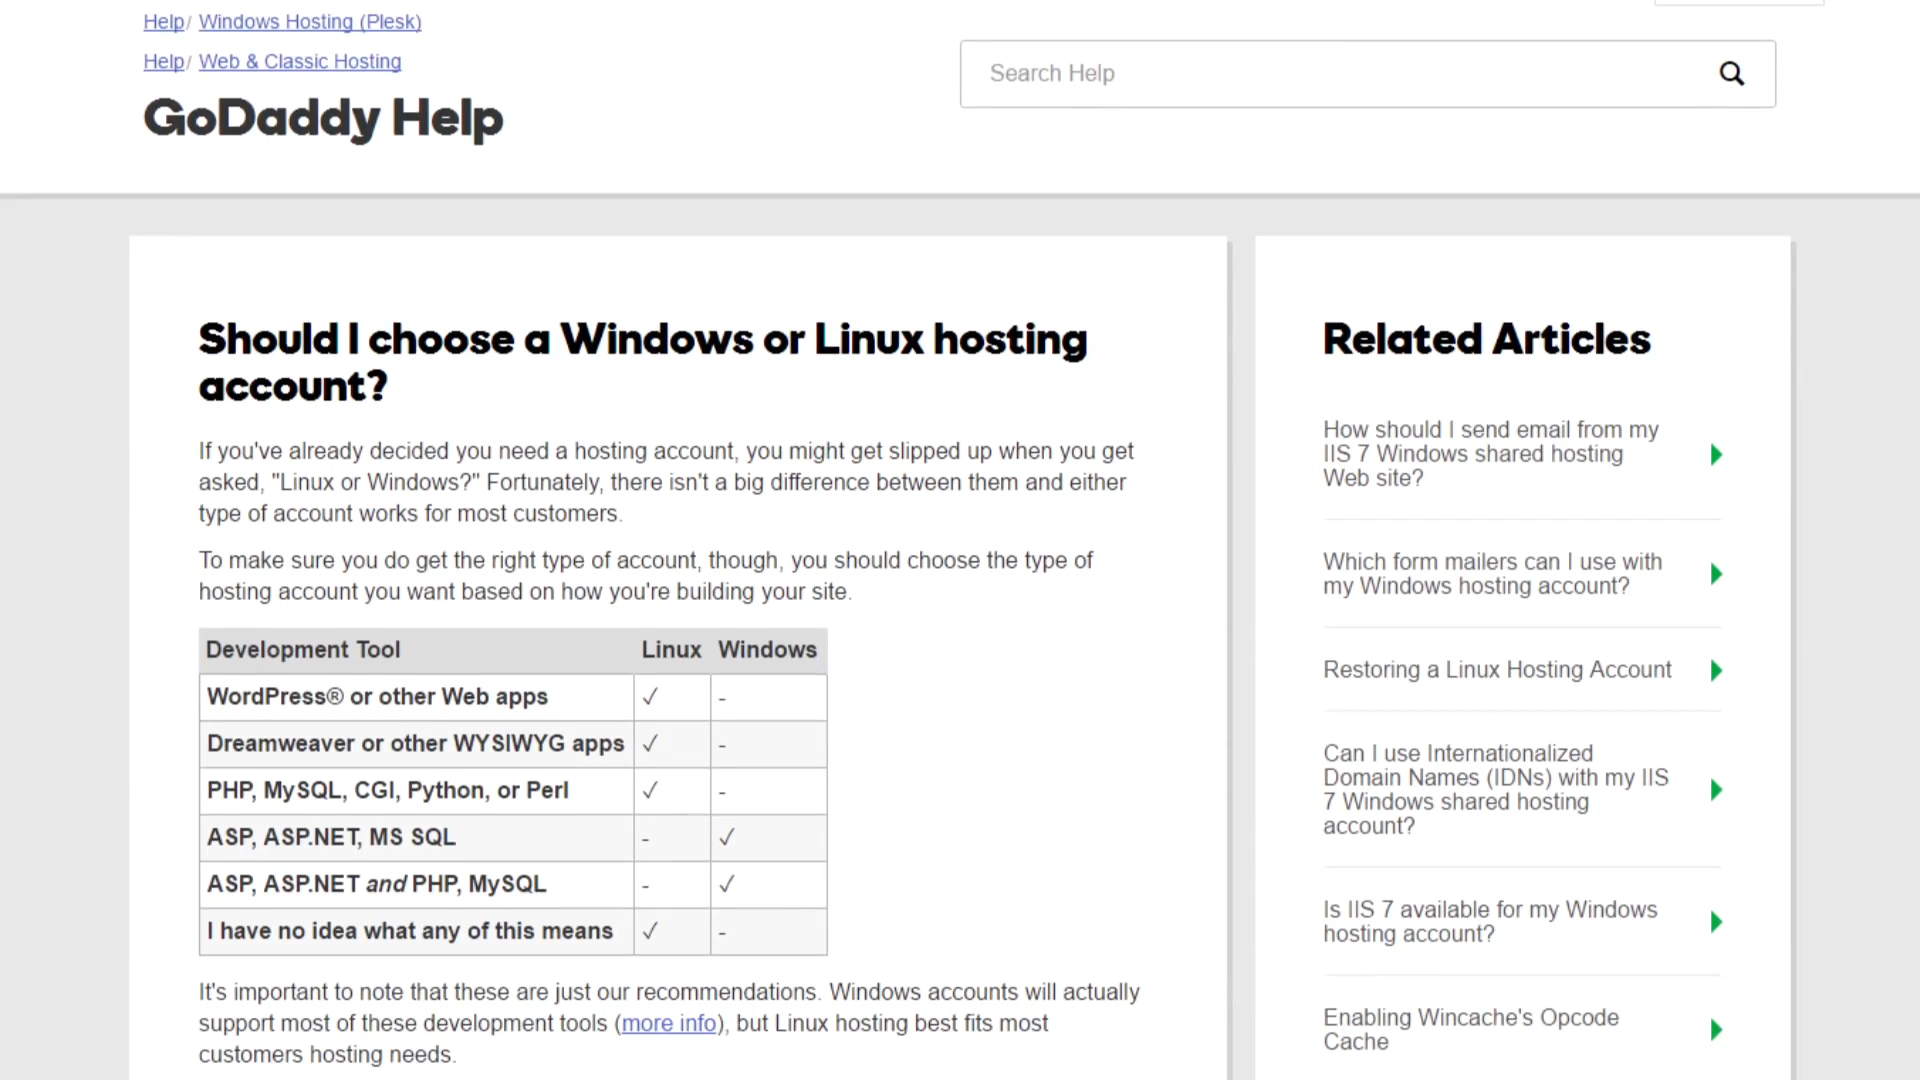 Help/ Windows Hosting (Plesk)
Help/ Web & Classic Hosting
GoDaddy Help
Search Help
Should I choose a Windows or Linux hosting
account?
If you've already decided you need a hosting account, you might get slipped up when you get
asked, "Linux or Windows?" Fortunately, there isn't a big difference between them and either
type of account works for most customers.
To make sure you do get the right type of account, though, you should choose the type of
hosting account you want based on how you're building your site.
Development Tool Linux Windows
WordPress® or other Web apps ✓ -
Dreamweaver or other WYSIWYG apps ✓ -
PHP, MySQL, CGI, Python, or Perl ✓ -
ASP, ASP.NET, MS SQL - ✓
ASP, ASP.NET and PHP, MySQL - ✓
I have no idea what any of this means ✓ -
It's important to note that these are just our recommendations. Windows accounts will actually
support most of these development tools (more info), but Linux hosting best fits most
customers hosting needs.
Related Articles
How should I send email from my
IIS 7 Windows shared hosting
Web site?
Which form mailers can I use with
my Windows hosting account?
Restoring a Linux Hosting Account
Can I use Internationalized
Domain Names (IDNs) with my IIS
7 Windows shared hosting
account?
Is IIS 7 available for my Windows
hosting account?
Enabling Wincache's Opcode
Cache